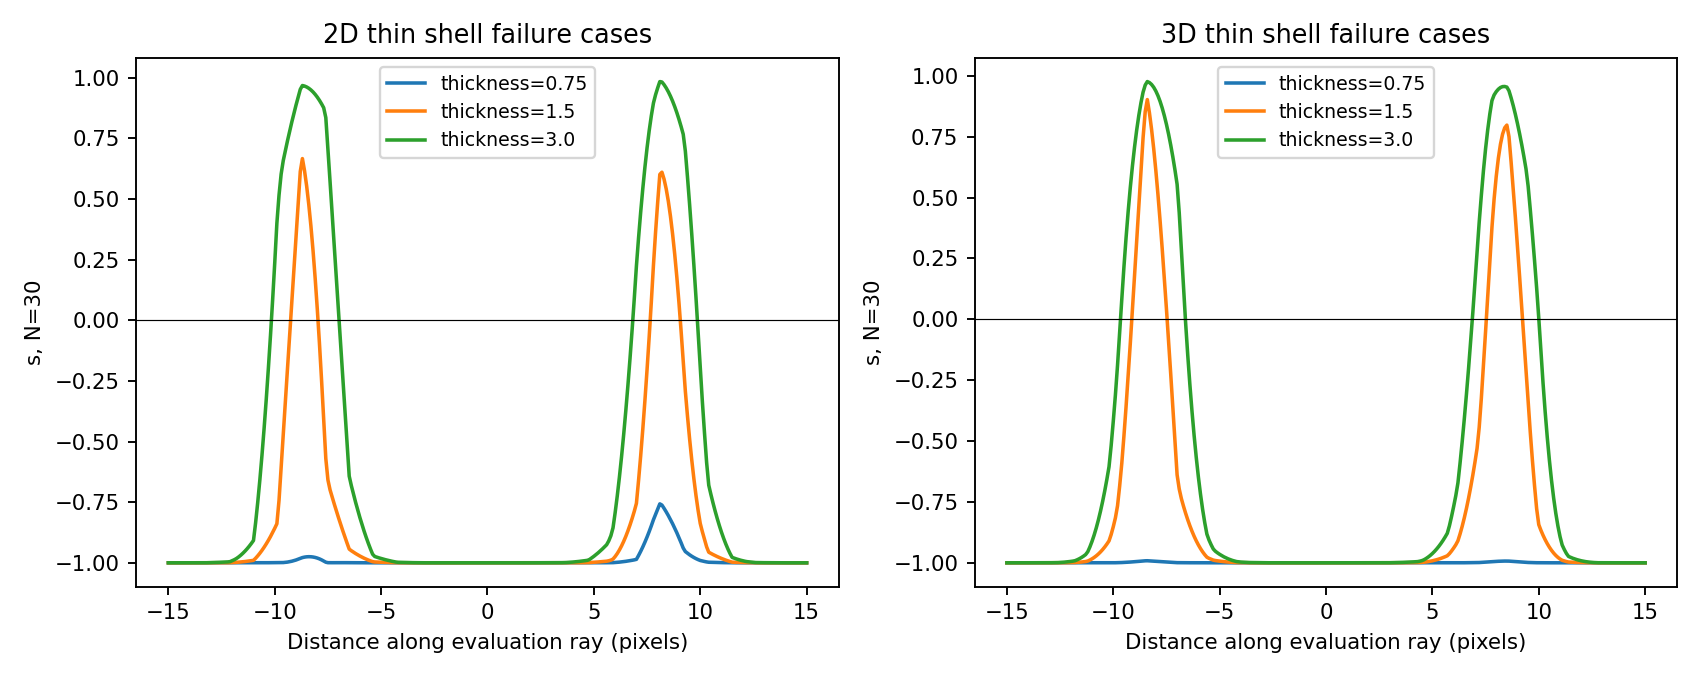 2D thin shell failure cases
thickness=0.75
thickness=1.5
thickness=3.0
1.00
0.75
0.50
0.25
0.00
−0.25
−0.50
−0.75
−1.00
s, N=30
−15
−10
−5
0
5
10
15
Distance along evaluation ray (pixels)
3D thin shell failure cases
thickness=0.75
thickness=1.5
thickness=3.0
1.00
0.75
0.50
0.25
0.00
−0.25
−0.50
−0.75
−1.00
s, N=30
−15
−10
−5
0
5
10
15
Distance along evaluation ray (pixels)